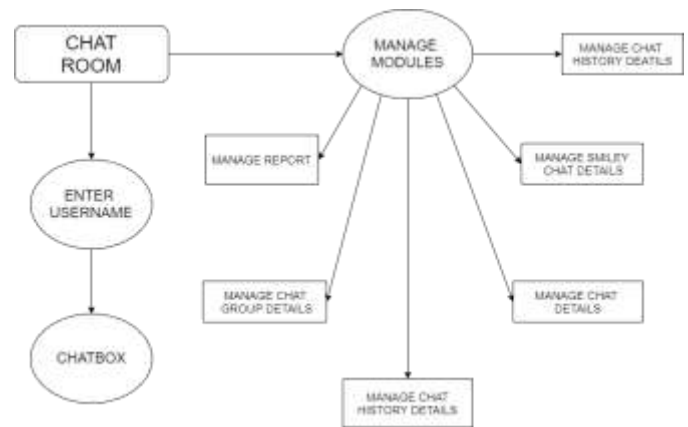 CHAT
ROOM
MANAGE
MODULES
MANAGE CHAT
HISTORY DEATILS
MANAGE REPORT
MANAGE SMILEY
CHAT DETAILS
ENTER
USERNAME
MANAGE CHAT
GROUP DETAILS
MANAGE CHAT
DETAILS
CHATBOX
MANAGE CHAT
HISTORY DETAILS